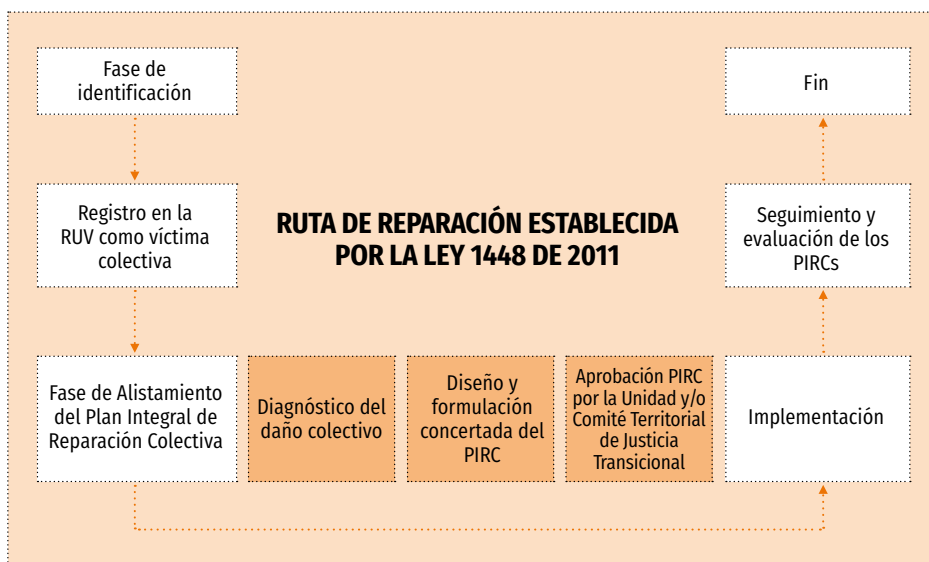 Fase de
identificación
Registro en la
RUV como víctima
colectiva
Fase de Alistamiento
del Plan Integral de
Reparación Colectiva
RUTA DE REPARACIÓN ESTABLECIDA
POR LA LEY 1448 DE 2011
Diagnóstico del
daño colectivo
Diseño y
formulación
concertada del
PIRC
Aprobación PIRC
por la Unidad y/o
Comité Territorial
de Justicia
Transicional
Implementación
Seguimiento y
evaluación de los
PIRCs
Fin